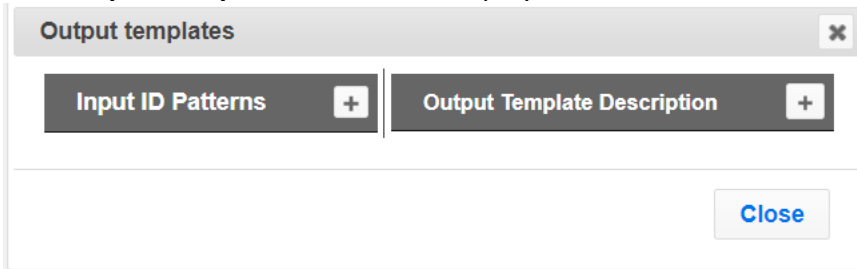 Output templates
Input ID Patterns +
Output Template Description +
Close